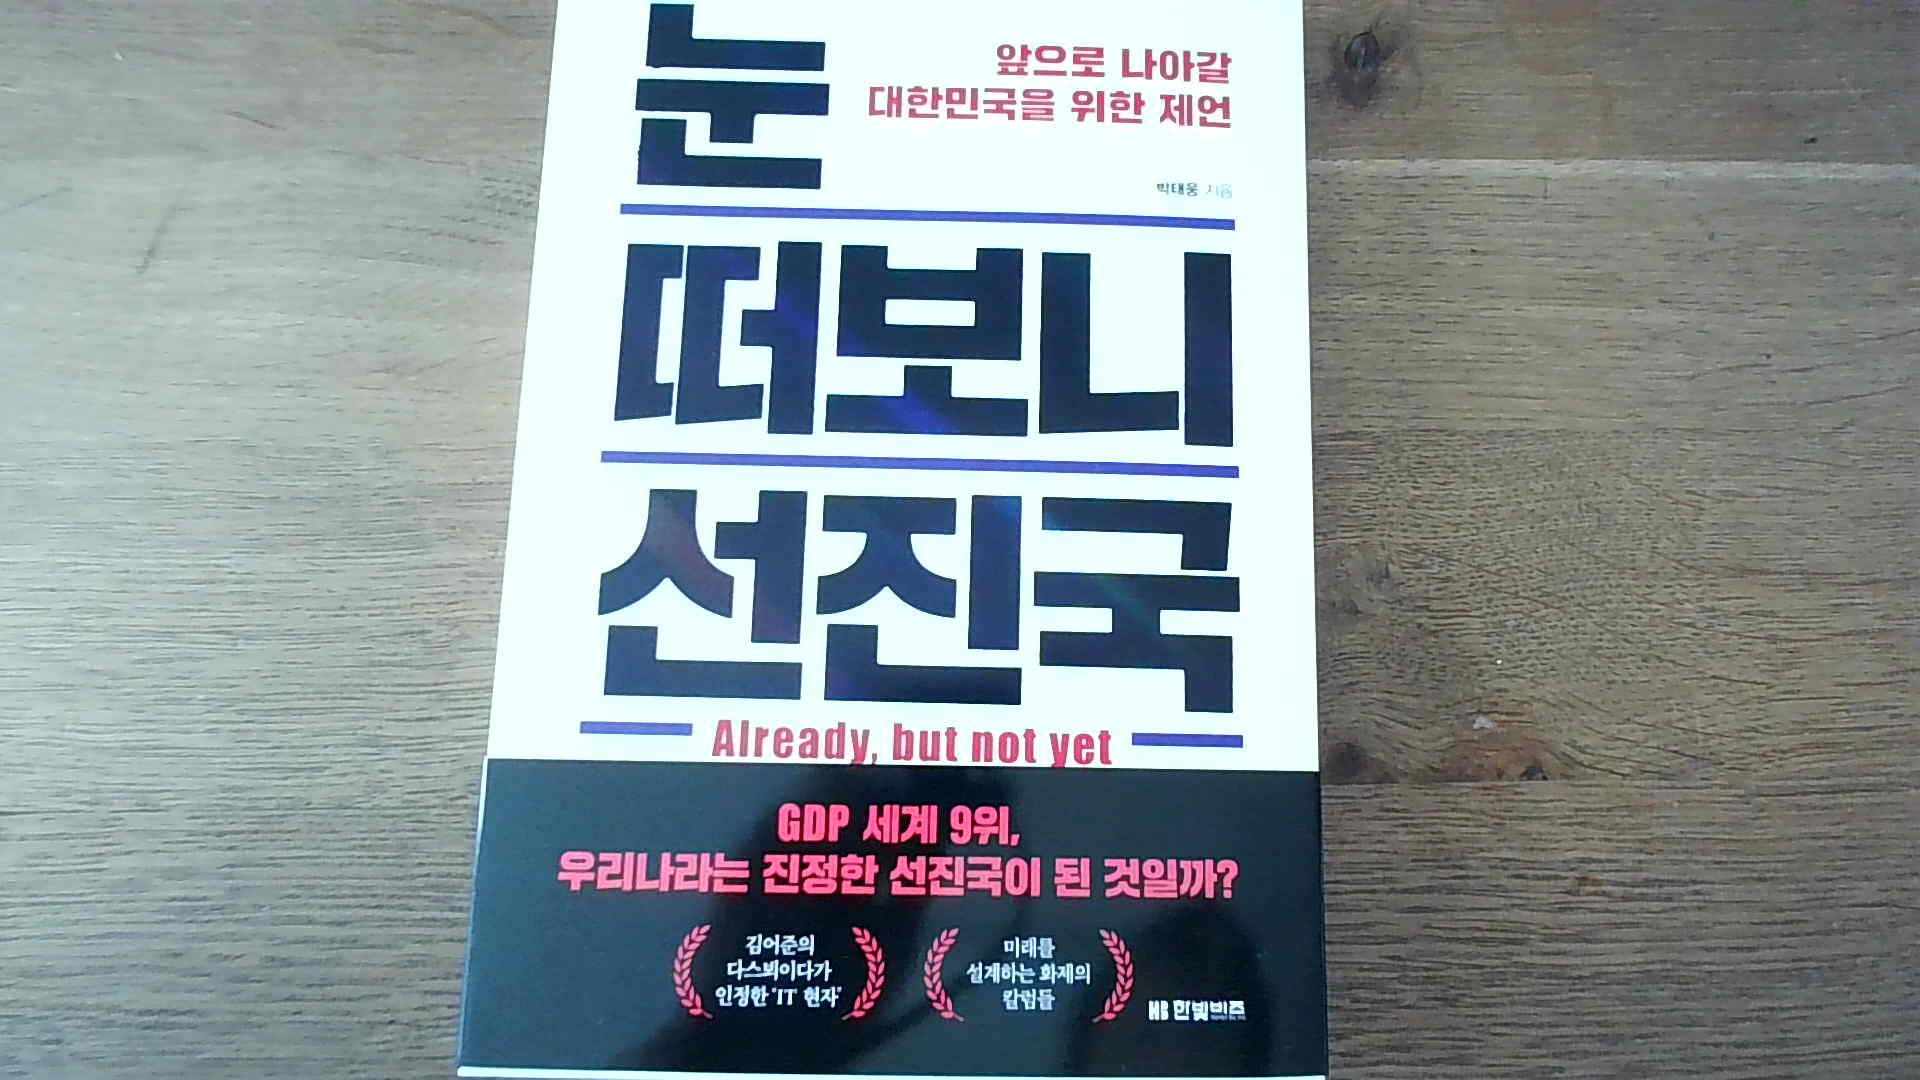 앞으로 나아갈
대한민국을 위한 제언
박태웅 지음
눈
떠보니
선진국
Already, but not yet
GDP 세계 9위,
우리나라는 진정한 선진국이 된 것일까?
김어준의
다스뵈이다가
인정한 "IT 현자"
미래를
설계하는 화제의
칼럼들
HB 한빛비즈